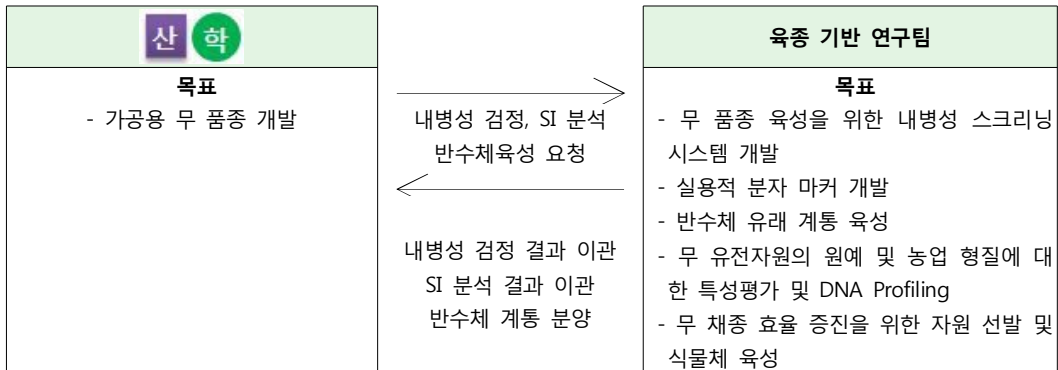 산 학
목표
- 가공용 무 품종 개발
내병성 검정, SI 분석
반수체육성 요청
내병성 검정 결과 이관
SI 분석 결과 이관
반수체 계통 분양
육종 기반 연구팀
목표
- 무 품종 육성을 위한 내병성 스크리닝
시스템 개발
- 실용적 분자 마커 개발
- 반수체 유래 계통 육성
- 무 유전자원의 원예 및 농업 형질에 대
한 특성평가 및 DNA Profiling
- 무 채종 효율 증진을 위한 자원 선발 및
식물체 육성